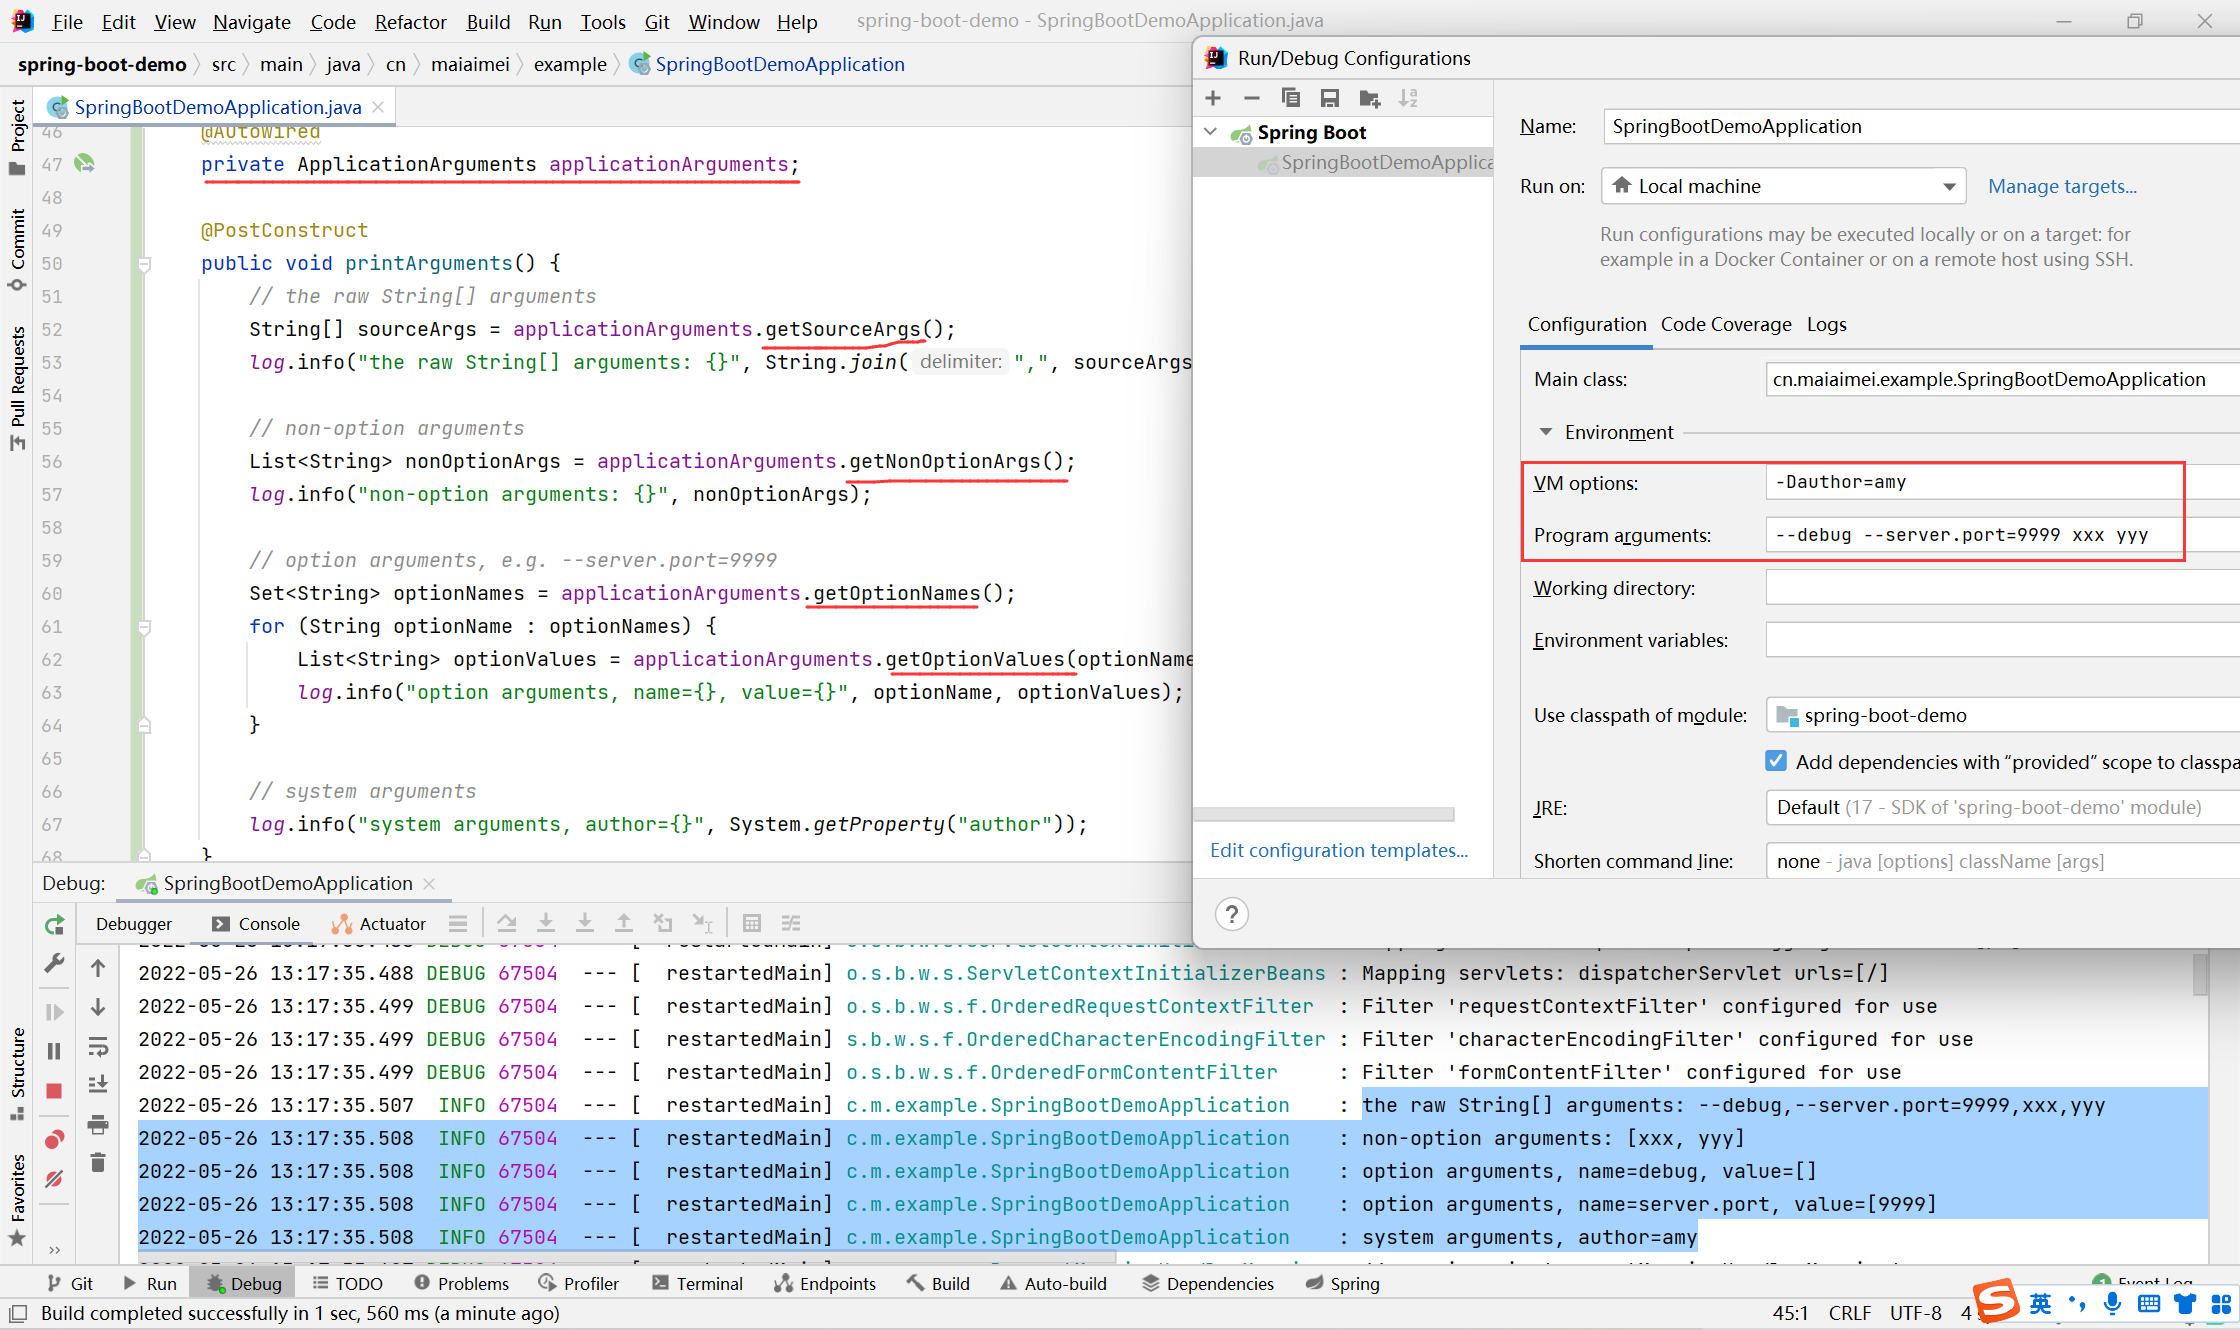 File Edit View Navigate Code Refactor Build Run Tools Git Window Help spring-boot-demo - SpringBootDemoApplication.java
spring-boot-demo src main java cn maiaimei example SpringBootDemoApplication
SpringBootDemoApplication.java
Project
Commit
Pull Requests
Structure
Favorites
46 @Autowired
47 private ApplicationArguments applicationArguments;
48
49 @PostConstruct
50 public void printArguments() {
51 // the raw String[] arguments
52 String[] sourceArgs = applicationArguments.getSourceArgs();
53 log.info("the raw String[] arguments: {}", String.join( delimiter: ",", sourceArgs
54
55 // non-option arguments
56 List<String> nonOptionArgs = applicationArguments.getNonOptionArgs();
57 log.info("non-option arguments: {}", nonOptionArgs);
58
59 // option arguments, e.g. --server.port=9999
60 Set<String> optionNames = applicationArguments.getOptionNames();
61 for (String optionName : optionNames) {
62 List<String> optionValues = applicationArguments.getOptionValues(optionName
63 log.info("option arguments, name={}, value={}", optionName, optionValues);
64 }
65
66 // system arguments
67 log.info("system arguments, author={}", System.getProperty("author"));
68 }
Run/Debug Configurations
Spring Boot
SpringBootDemoApplica
Edit configuration templates...
Name: SpringBootDemoApplication
Run on: Local machine Manage targets...
Run configurations may be executed locally or on a target: for
example in a Docker Container or on a remote host using SSH.
Configuration Code Coverage Logs
Main class: cn.maiaimei.example.SpringBootDemoApplication
Environment
VM options: -Dauthor=amy
Program arguments: --debug --server.port=9999 xxx yyy
Working directory:
Environment variables:
Use classpath of module: spring-boot-demo
Add dependencies with “provided” scope to classpa
JRE: Default (17 - SDK of 'spring-boot-demo' module)
Shorten command line: none - java [options] className [args]
?
Debug: SpringBootDemoApplication
Debugger Console Actuator
2022-05-26 13:17:35.488 DEBUG 67504 --- [ restartedMain] o.s.b.w.s.ServletContextInitializerBeans : Mapping servlets: dispatcherServlet urls=[/]
2022-05-26 13:17:35.499 DEBUG 67504 --- [ restartedMain] o.s.b.w.s.f.OrderedRequestContextFilter : Filter 'requestContextFilter' configured for use
2022-05-26 13:17:35.499 DEBUG 67504 --- [ restartedMain] s.b.w.s.f.OrderedCharacterEncodingFilter : Filter 'characterEncodingFilter' configured for use
2022-05-26 13:17:35.499 DEBUG 67504 --- [ restartedMain] o.s.b.w.s.f.OrderedFormContentFilter : Filter 'formContentFilter' configured for use
2022-05-26 13:17:35.507 INFO 67504 --- [ restartedMain] c.m.example.SpringBootDemoApplication : the raw String[] arguments: --debug,--server.port=9999,xxx,yyy
2022-05-26 13:17:35.508 INFO 67504 --- [ restartedMain] c.m.example.SpringBootDemoApplication : non-option arguments: [xxx, yyy]
2022-05-26 13:17:35.508 INFO 67504 --- [ restartedMain] c.m.example.SpringBootDemoApplication : option arguments, name=debug, value=[]
2022-05-26 13:17:35.508 INFO 67504 --- [ restartedMain] c.m.example.SpringBootDemoApplication : option arguments, name=server.port, value=[9999]
2022-05-26 13:17:35.508 INFO 67504 --- [ restartedMain] c.m.example.SpringBootDemoApplication : system arguments, author=amy
Git Run Debug TODO Problems Profiler Terminal Endpoints Build Auto-build Dependencies Spring Event Log
Build completed successfully in 1 sec, 560 ms (a minute ago) 45:1 CRLF UTF-8 4 英